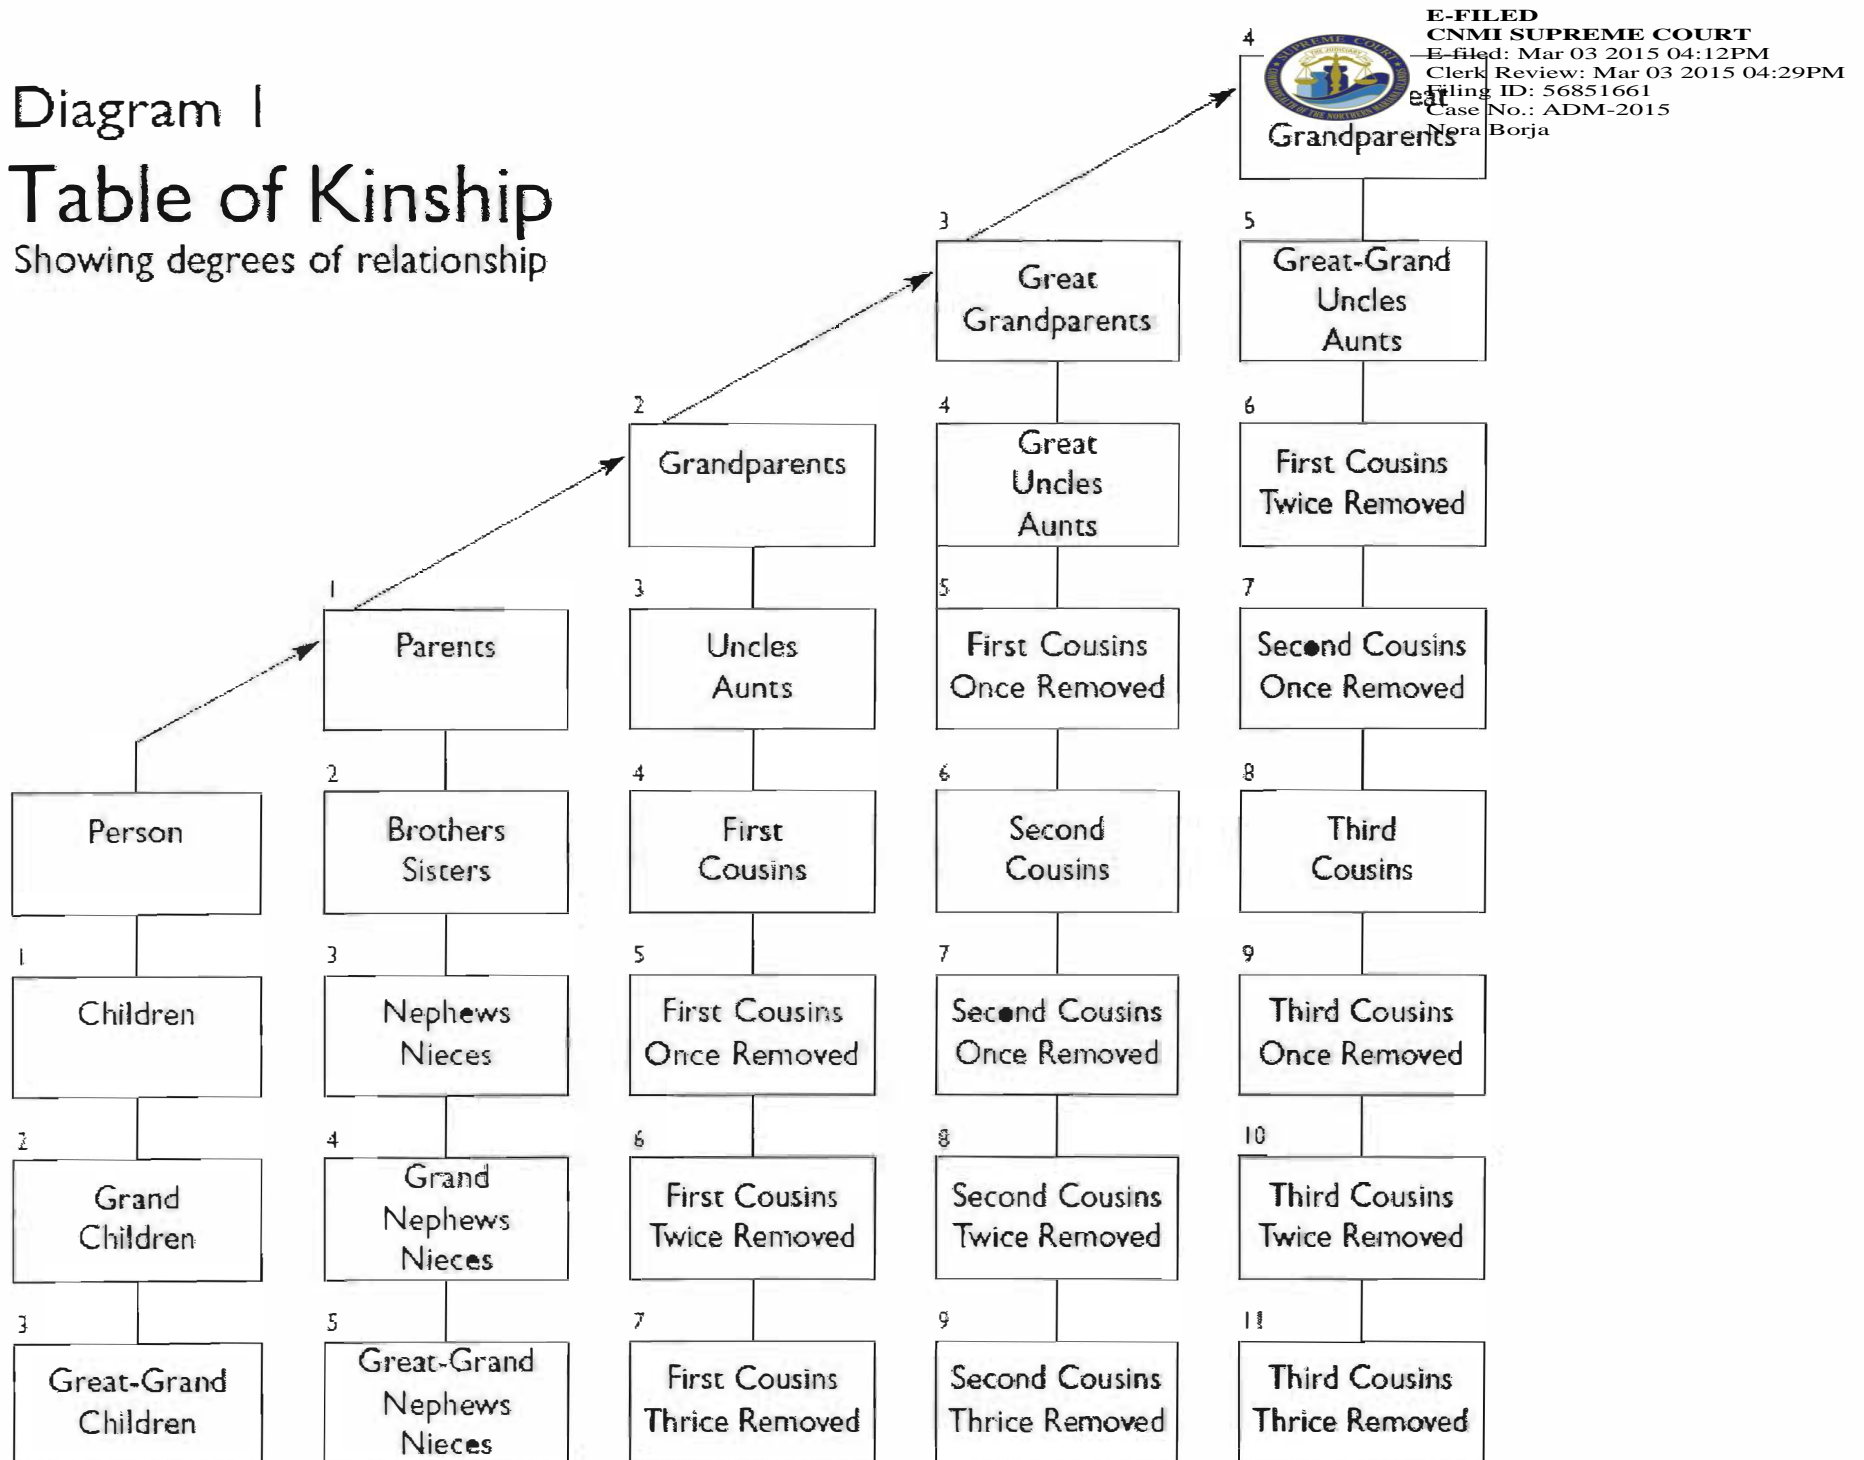 E-FILED
CNMI SUPREME COURT
E-filed: Mar 03 2015 04:12PM
Clerk Review: Mar 03 2015 04:29PM
Filing ID: 56851661
Case No.: ADM-2015
Nora Borja
Diagram 1
Table of Kinship
Showing degrees of relationship
4
SUPREME COURT
Grandparents
3
Great
Grandparents
5
Great-Grand
Uncles
Aunts
2
Grandparents
4
Great
Uncles
Aunts
6
First Cousins
Twice Removed
1
Parents
3
Uncles
Aunts
5
First Cousins
Once Removed
7
Second Cousins
Once Removed
Person
2
Brothers
Sisters
4
First
Cousins
6
Second
Cousins
8
Third
Cousins
1
Children
3
Nephews
Nieces
5
First Cousins
Once Removed
7
Second Cousins
Once Removed
9
Third Cousins
Once Removed
2
Grand
Children
4
Grand
Nephews
Nieces
6
First Cousins
Twice Removed
8
Second Cousins
Twice Removed
10
Third Cousins
Twice Removed
3
Great-Grand
Children
5
Great-Grand
Nephews
Nieces
7
First Cousins
Thrice Removed
9
Second Cousins
Thrice Removed
11
Third Cousins
Thrice Removed